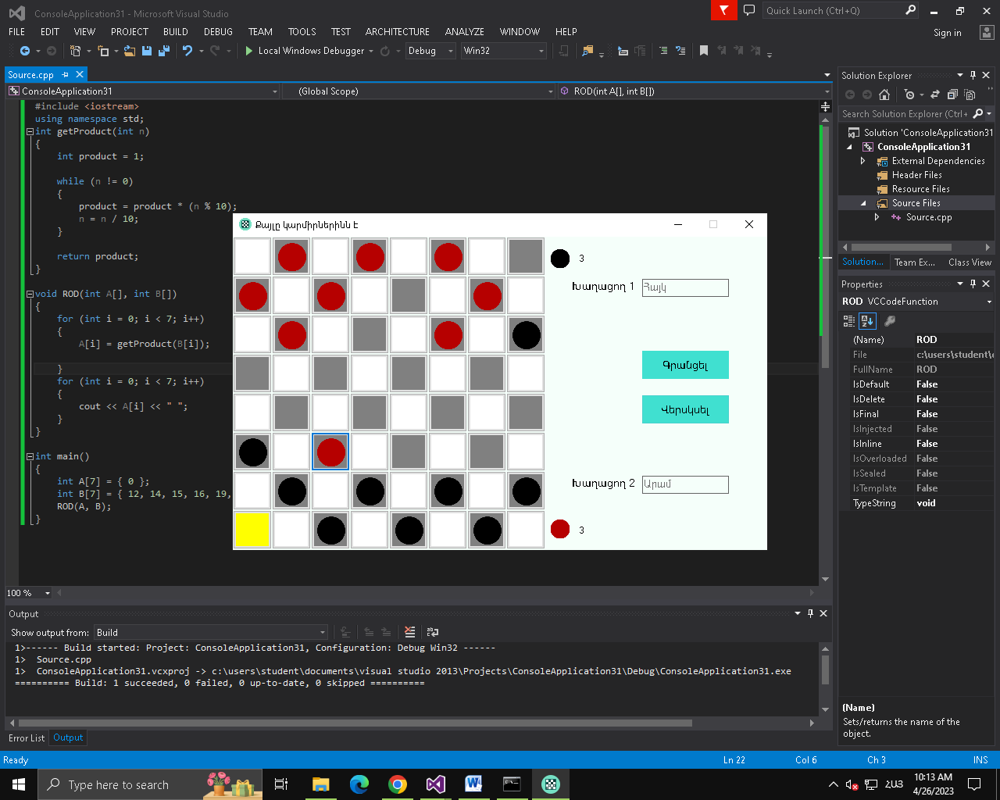 ConsoleApplication31 - Microsoft Visual Studio
Quick Launch (Ctrl+Q)
FILE EDIT VIEW PROJECT BUILD DEBUG TEAM TOOLS TEST ARCHITECTURE ANALYZE WINDOW HELP
Sign in
Local Windows Debugger Debug Win32
Source.cpp
ConsoleApplication31 (Global Scope) ROD(int A[], int B[])
#include <iostream>
using namespace std;
int getProduct(int n)
{
int product = 1;
while (n != 0)
{
product = product * (n % 10);
n = n / 10;
}
return product;
}
void ROD(int A[], int B[])
{
for (int i = 0; i < 7; i++)
{
A[i] = getProduct(B[i]);
}
for (int i = 0; i < 7; i++)
{
cout << A[i] << " ";
}
}
int main()
{
int A[7] = { 0 };
int B[7] = { 12, 14, 15, 16, 19,
ROD(A, B);
}
Քայլը կարմիրներինն է
3
Խաղացող 1 Հայկ
Գրանցել
Վերսկսել
Խաղացող 2 Արամ
3
100 %
Output
Show output from: Build
1>------ Build started: Project: ConsoleApplication31, Configuration: Debug Win32 ------
1> Source.cpp
1> ConsoleApplication31.vcxproj -> c:\users\student\documents\visual studio 2013\Projects\ConsoleApplication31\Debug\ConsoleApplication31.exe
========== Build: 1 succeeded, 0 failed, 0 up-to-date, 0 skipped ==========
Error List Output
Solution Explorer
Search Solution Explorer (Ctrl+
Solution 'ConsoleApplication31
ConsoleApplication31
External Dependencies
Header Files
Resource Files
Source Files
Source.cpp
Solution... Team Ex... Class View
Properties
ROD VCCodeFunction
(Name) ROD
File c:\users\student\
FullName ROD
IsDefault False
IsDelete False
IsFinal False
IsInjected False
IsInline False
IsOverloaded False
IsSealed False
IsTemplate False
TypeString void
(Name)
Sets/returns the name of the
object.
Ready Ln 22 Col 6 Ch 3 INS
Type here to search
ՀԱՅ
10:13 AM
4/26/2023